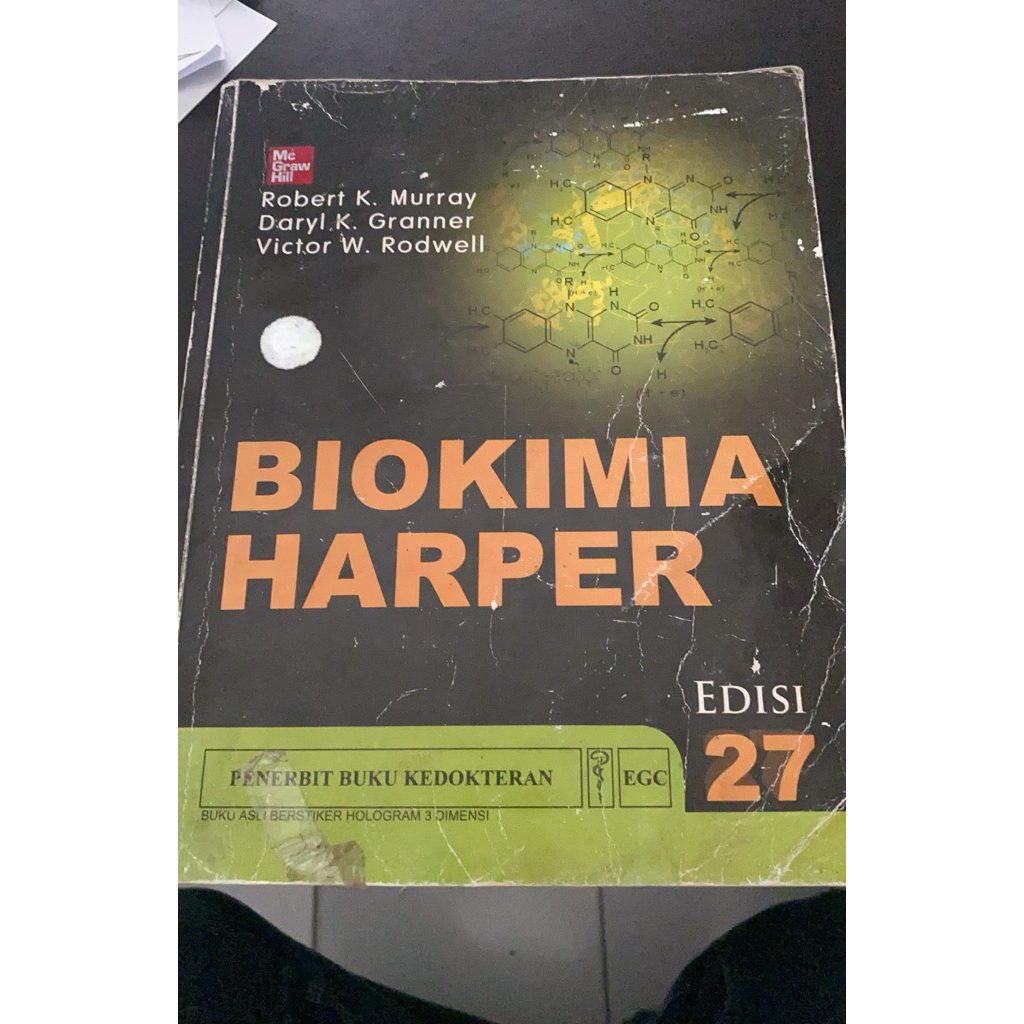 Mc
Graw
Hill
Robert K. Murray
Daryl K. Granner
Victor W. Rodwell
BIOKIMIA
HARPER
EDISI
27
PENERBIT BUKU KEDOKTERAN
EGC
BUKU ASLI BERSTIKER HOLOGRAM 3 DIMENSI